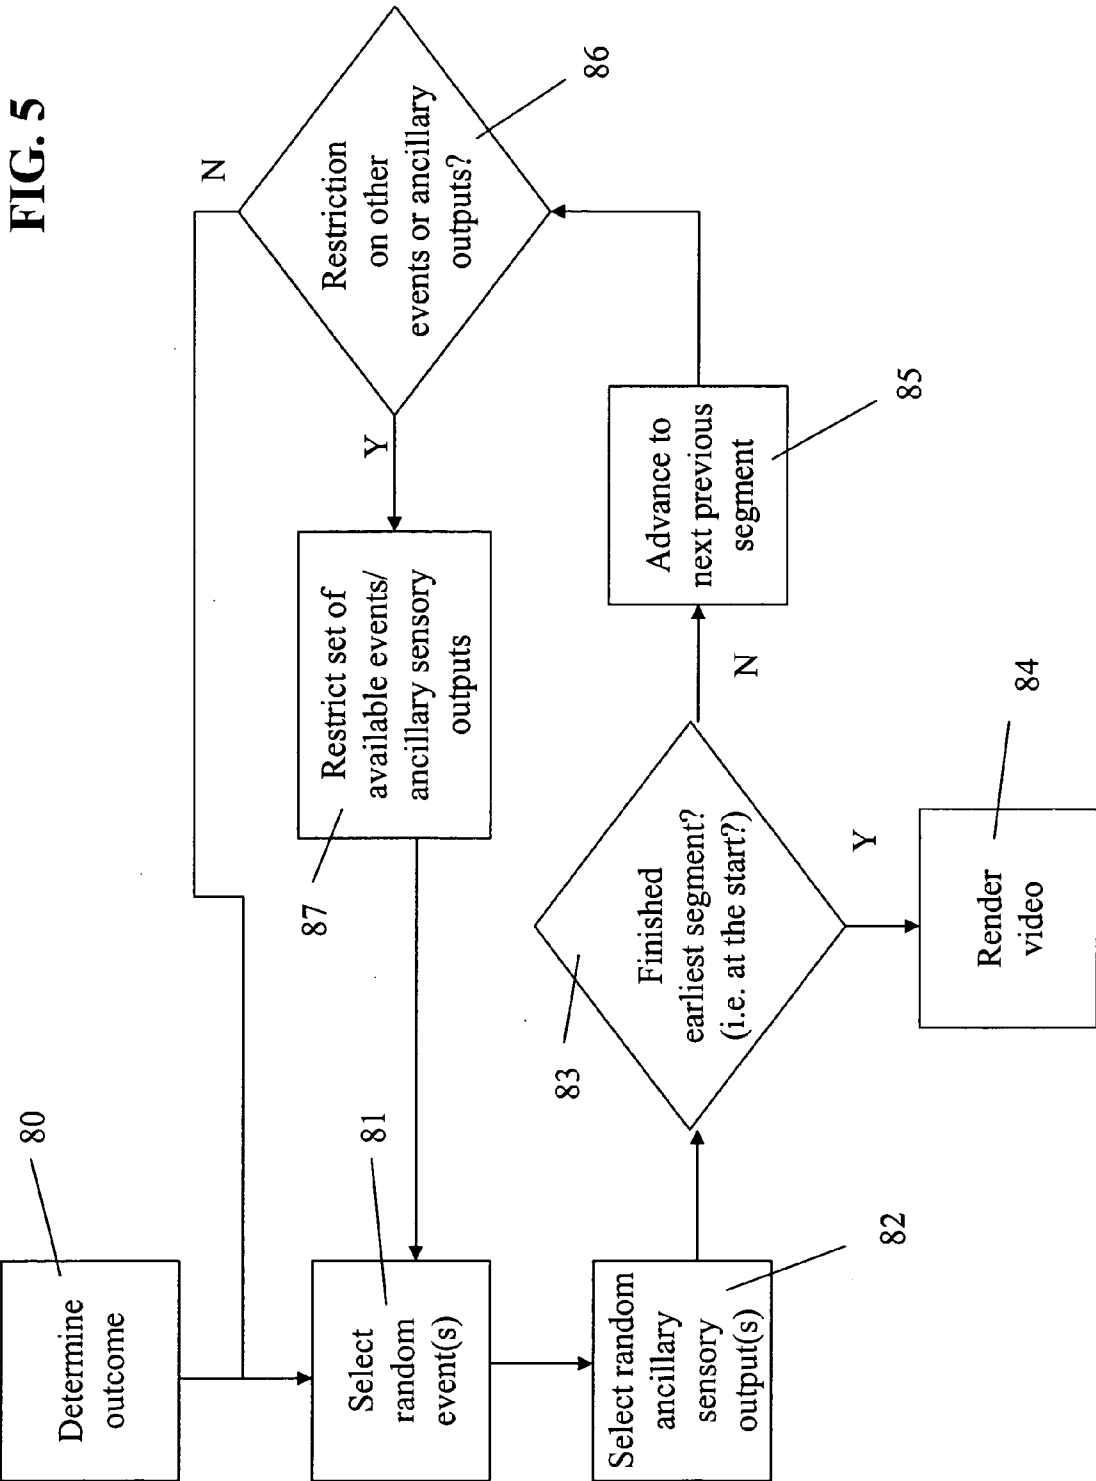 FIG. 5
Determine
outcome
80
Select
random
event(s)
81
Select random
ancillary
sensory
output(s)
82
Finished
earliest segment?
(i.e. at the start?)
83
Y
N
Render
video
84
Advance to
next previous
segment
85
Restriction
on other
events or ancillary
outputs?
86
N
Y
Restrict set of
available events/
ancillary sensory
outputs
87